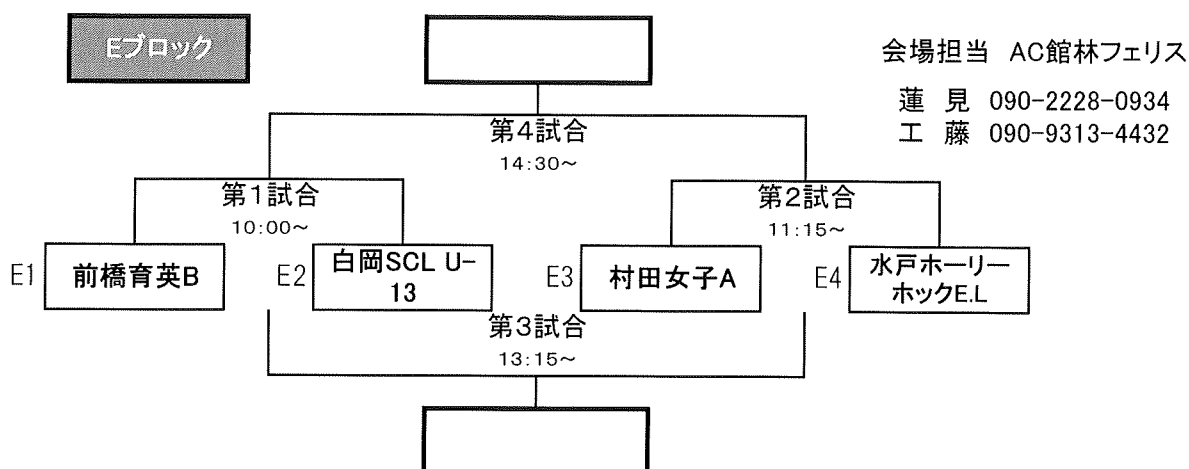 Eブロック
会場担当 AC館林フェリス
蓮 見 090-2228-0934
工 藤 090-9313-4432
第4試合
14:30~
第1試合
10:00~
第2試合
11:15~
E1
前橋育英B
E2
白岡SCL U-
13
E3
村田女子A
E4
水戸ホーリー
ホックE.L
第3試合
13:15~